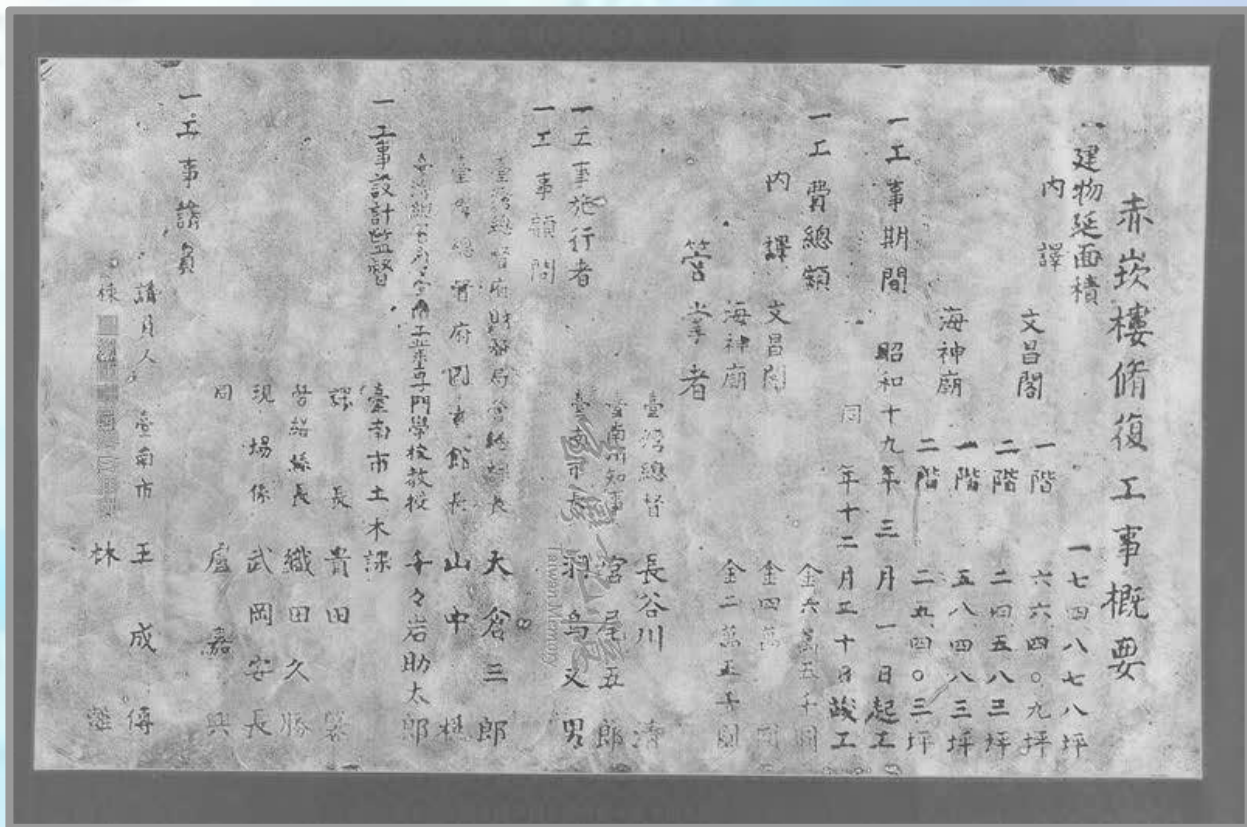 赤崁樓脩復工事概要
一建物延面積 一七四八七八坪
內譯
文昌閣 一階 六六四〇九坪
二階 二四五八三坪
海神廟 一階 五八四八三坪
二階 二五四〇三坪
一工事期間 昭和十九年三月一日起工
同年十二月二十日竣工
一工費總額 金六萬五千圓
內譯 文昌閣 金四萬圓
海神廟 金二萬五千圓
管掌者
臺灣總督 長谷川 清
臺南州知事 宮尾五郎
一工事施行者 臺南市長 羽鳥又男
一工事顧問
臺灣總督府財務局營繕課長 大倉三郎
臺灣總督府圖書館長 山中樵
臺灣總督府臺南工業專門學校教授 千々岩助太郎
一工事設計監督 臺南市土木課
課長 貴田
營繕係長 織田久勝
現場係 武岡安長
同 盧嘉興
一工事請負
請負人 臺南市 王成
林
Taiwan Memory